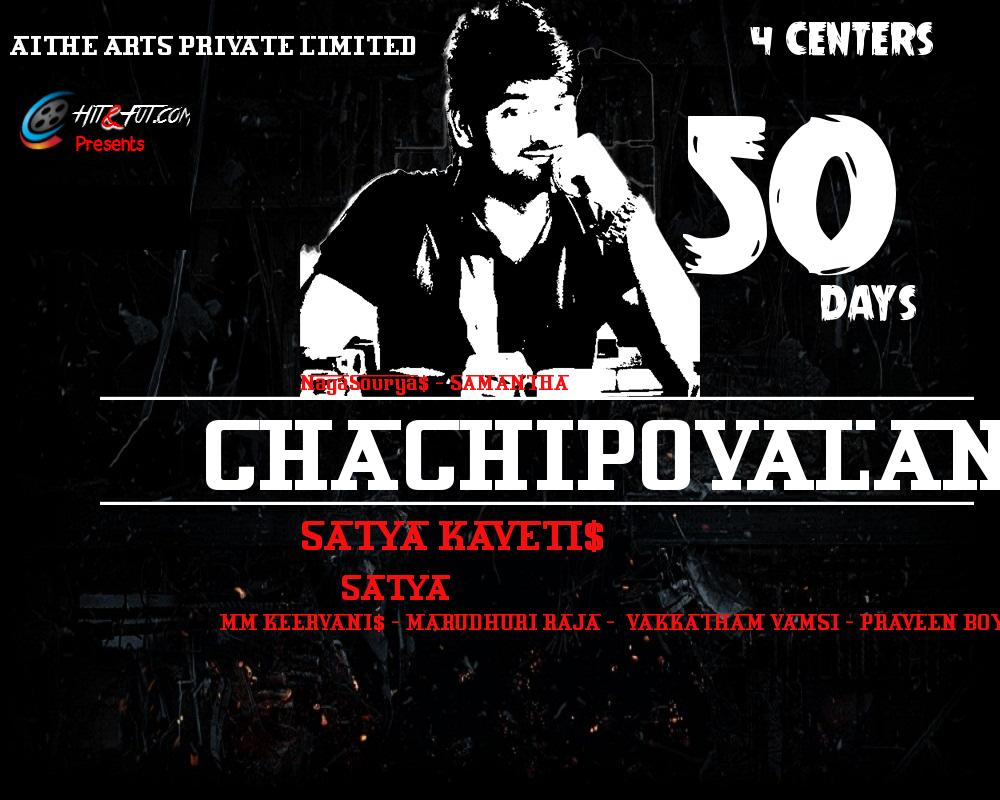 AITHE ARTS PRIVATE LIMITED
4 CENTERS
HIT&FUT.COM
Presents
50
DAYS
NagaSourya$ - SAMANTHA
CHACHIPOVALAN
SATYA KAVETI$
SATYA
MM KEERVANI$ - MARUDHURI RAJA - VAKKATHAM VAMSI - PRAVEEN BOY